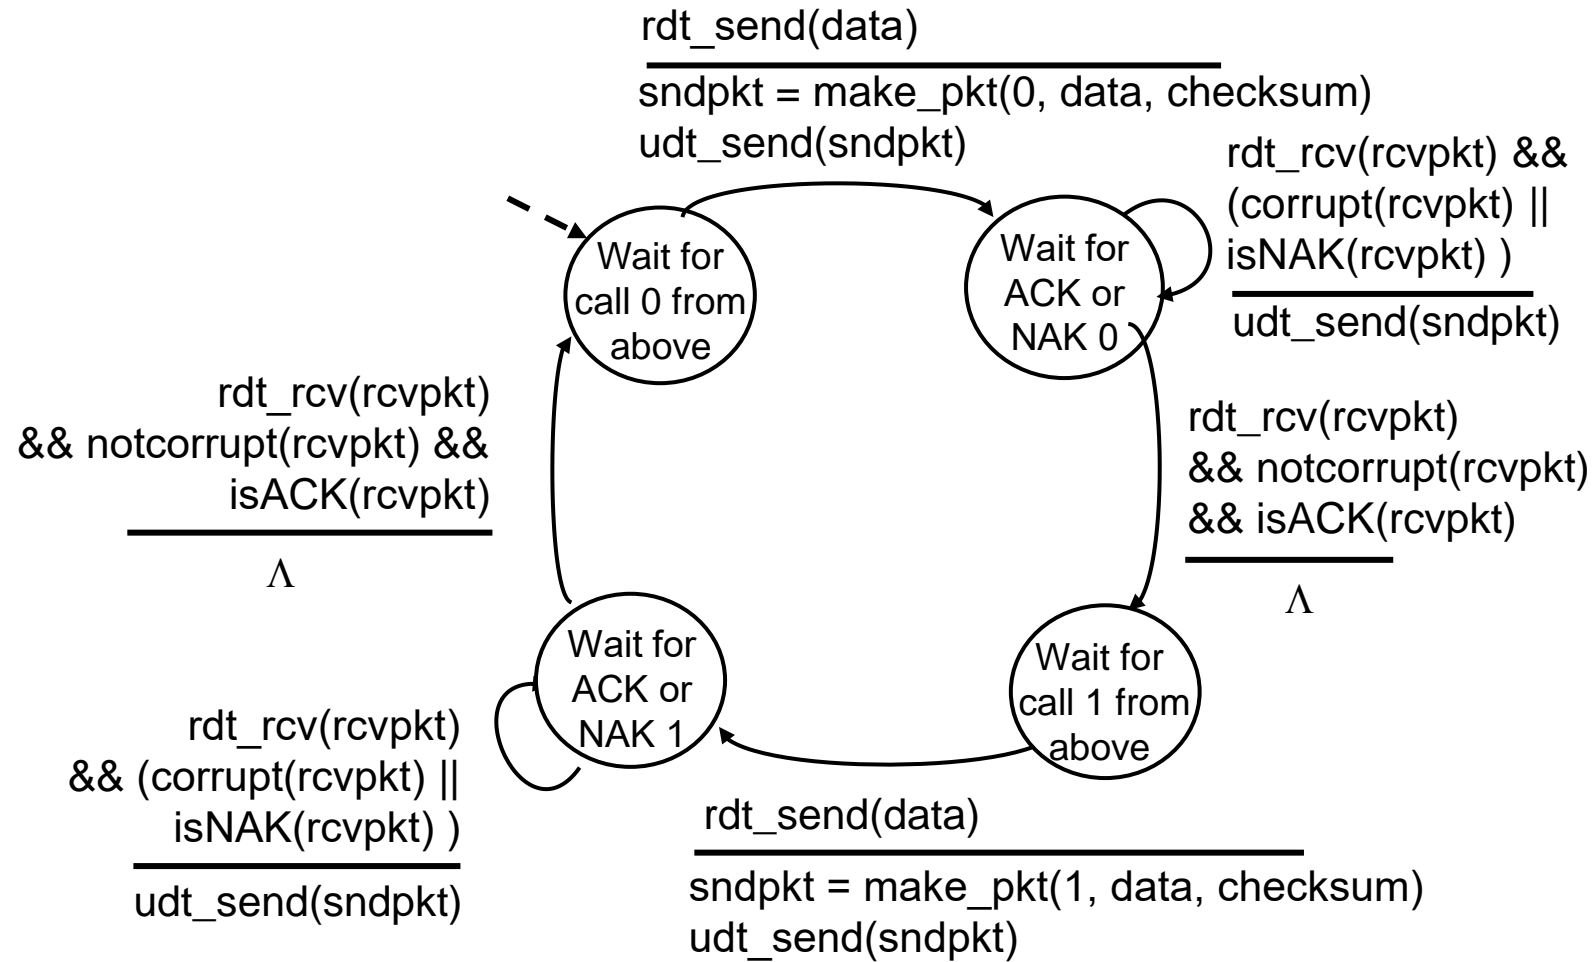 rdt_send(data)
sndpkt = make_pkt(0, data, checksum)
udt_send(sndpkt)
rdt_rcv(rcvpkt) &&
(corrupt(rcvpkt) ||
isNAK(rcvpkt) )
udt_send(sndpkt)
Wait for
call 0 from
above
Wait for
ACK or
NAK 0
rdt_rcv(rcvpkt)
&& notcorrupt(rcvpkt) &&
isACK(rcvpkt)
Λ
rdt_rcv(rcvpkt)
&& notcorrupt(rcvpkt)
&& isACK(rcvpkt)
Λ
Wait for
ACK or
NAK 1
Wait for
call 1 from
above
rdt_rcv(rcvpkt)
&& (corrupt(rcvpkt) ||
isNAK(rcvpkt) )
udt_send(sndpkt)
rdt_send(data)
sndpkt = make_pkt(1, data, checksum)
udt_send(sndpkt)